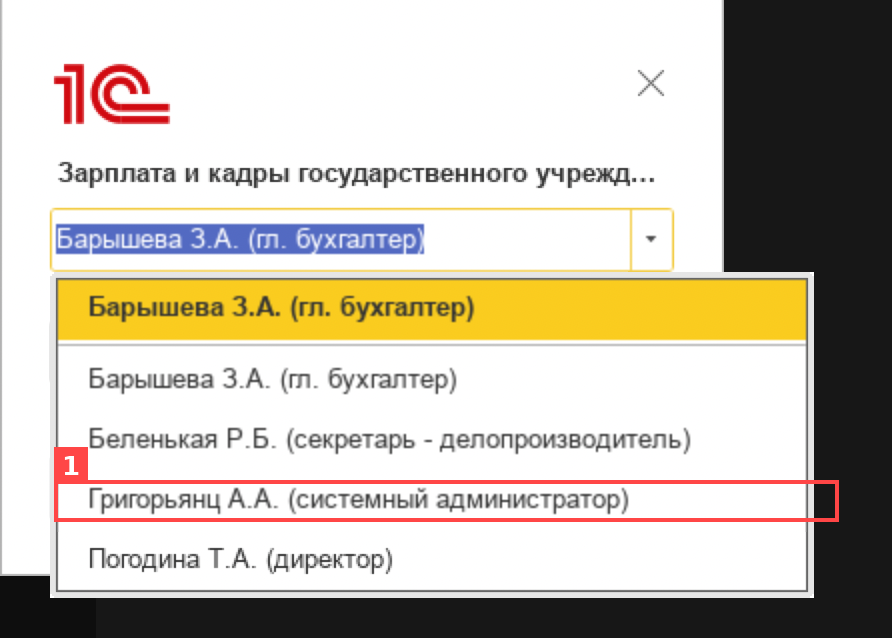 1С
Зарплата и кадры государственного учрежд...
Барышева З.А. (гл. бухгалтер)
Барышева З.А. (гл. бухгалтер)
Барышева З.А. (гл. бухгалтер)
Беленькая Р.Б. (секретарь - делопроизводитель)
1
Григорьянц А.А. (системный администратор)
Погодина Т.А. (директор)